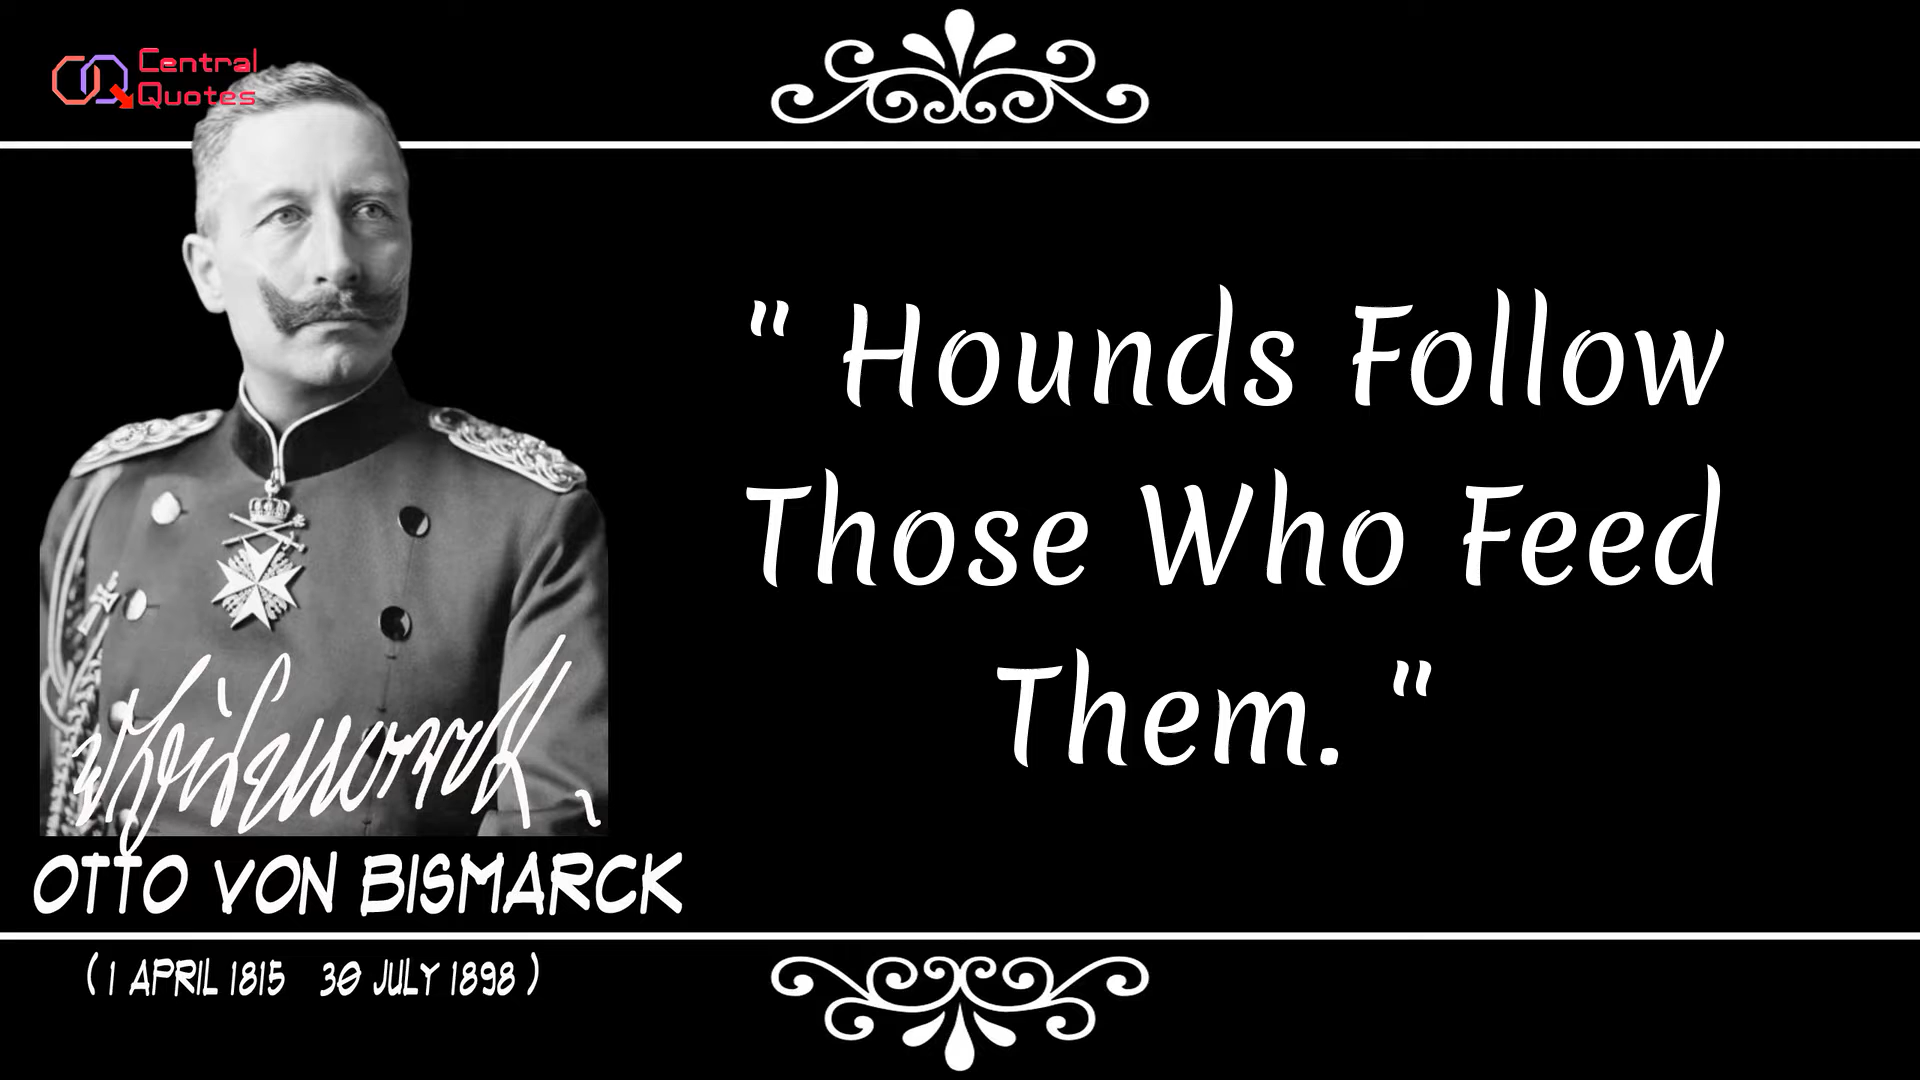 Central
Quotes
" Hounds Follow
Those Who Feed
Them. "
OTTO VON BISMARCK
( 1 APRIL 1815 30 JULY 1898 )